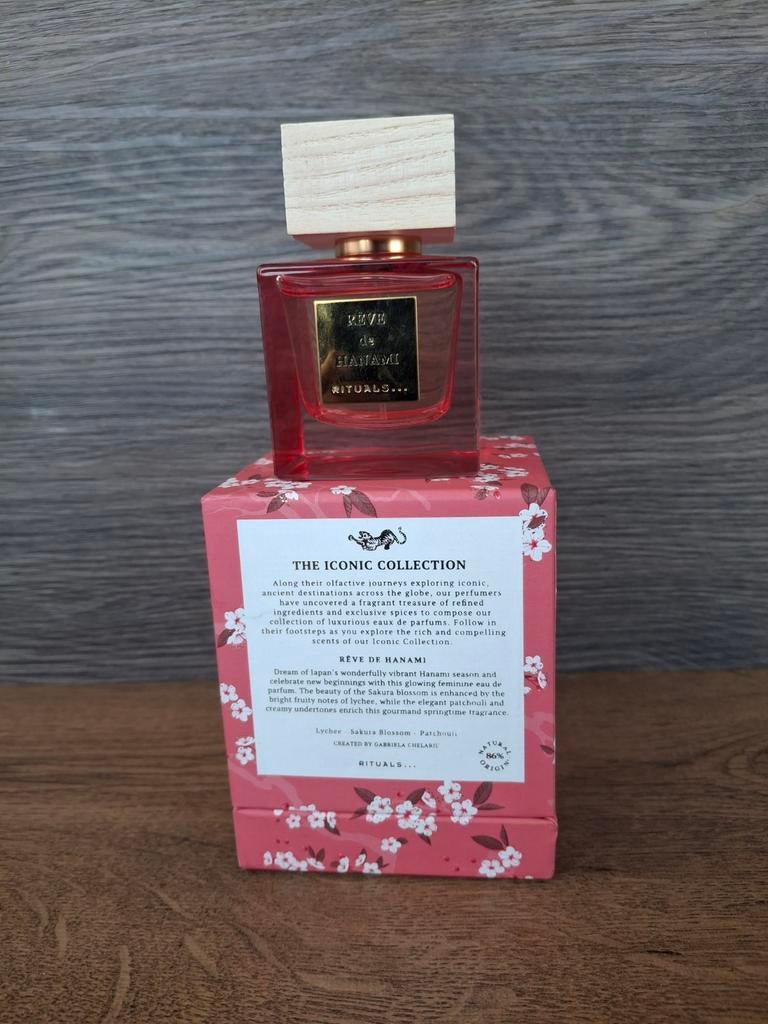 RÊVE
de
HANAMI
RITUALS...
THE ICONIC COLLECTION
Along their olfactive journeys exploring iconic,
ancient destinations across the globe, our perfumers
have uncovered a fragrant treasure of refined
ingredients and exclusive spices to compose our
collection of luxurious eaux de parfums. Follow in
their footsteps as you explore the rich and compelling
scents of our Iconic Collection.
RÊVE DE HANAMI
Dream of Japan's wonderfully vibrant Hanami season and
celebrate new beginnings with this glowing feminine eau de
parfum. The beauty of the Sakura blossom is enhanced by the
bright fruity notes of lychee, while the elegant patchouli and
creamy undertones enrich this gourmand springtime fragrance.
Lychee · Sakura Blossom · Patchouli
CREATED BY GABRIELA CHELARIU
RITUALS...
NATURAL
86%
ORIGIN